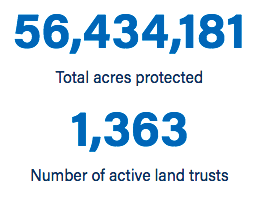 56,434,181
Total acres protected
1,363
Number of active land trusts